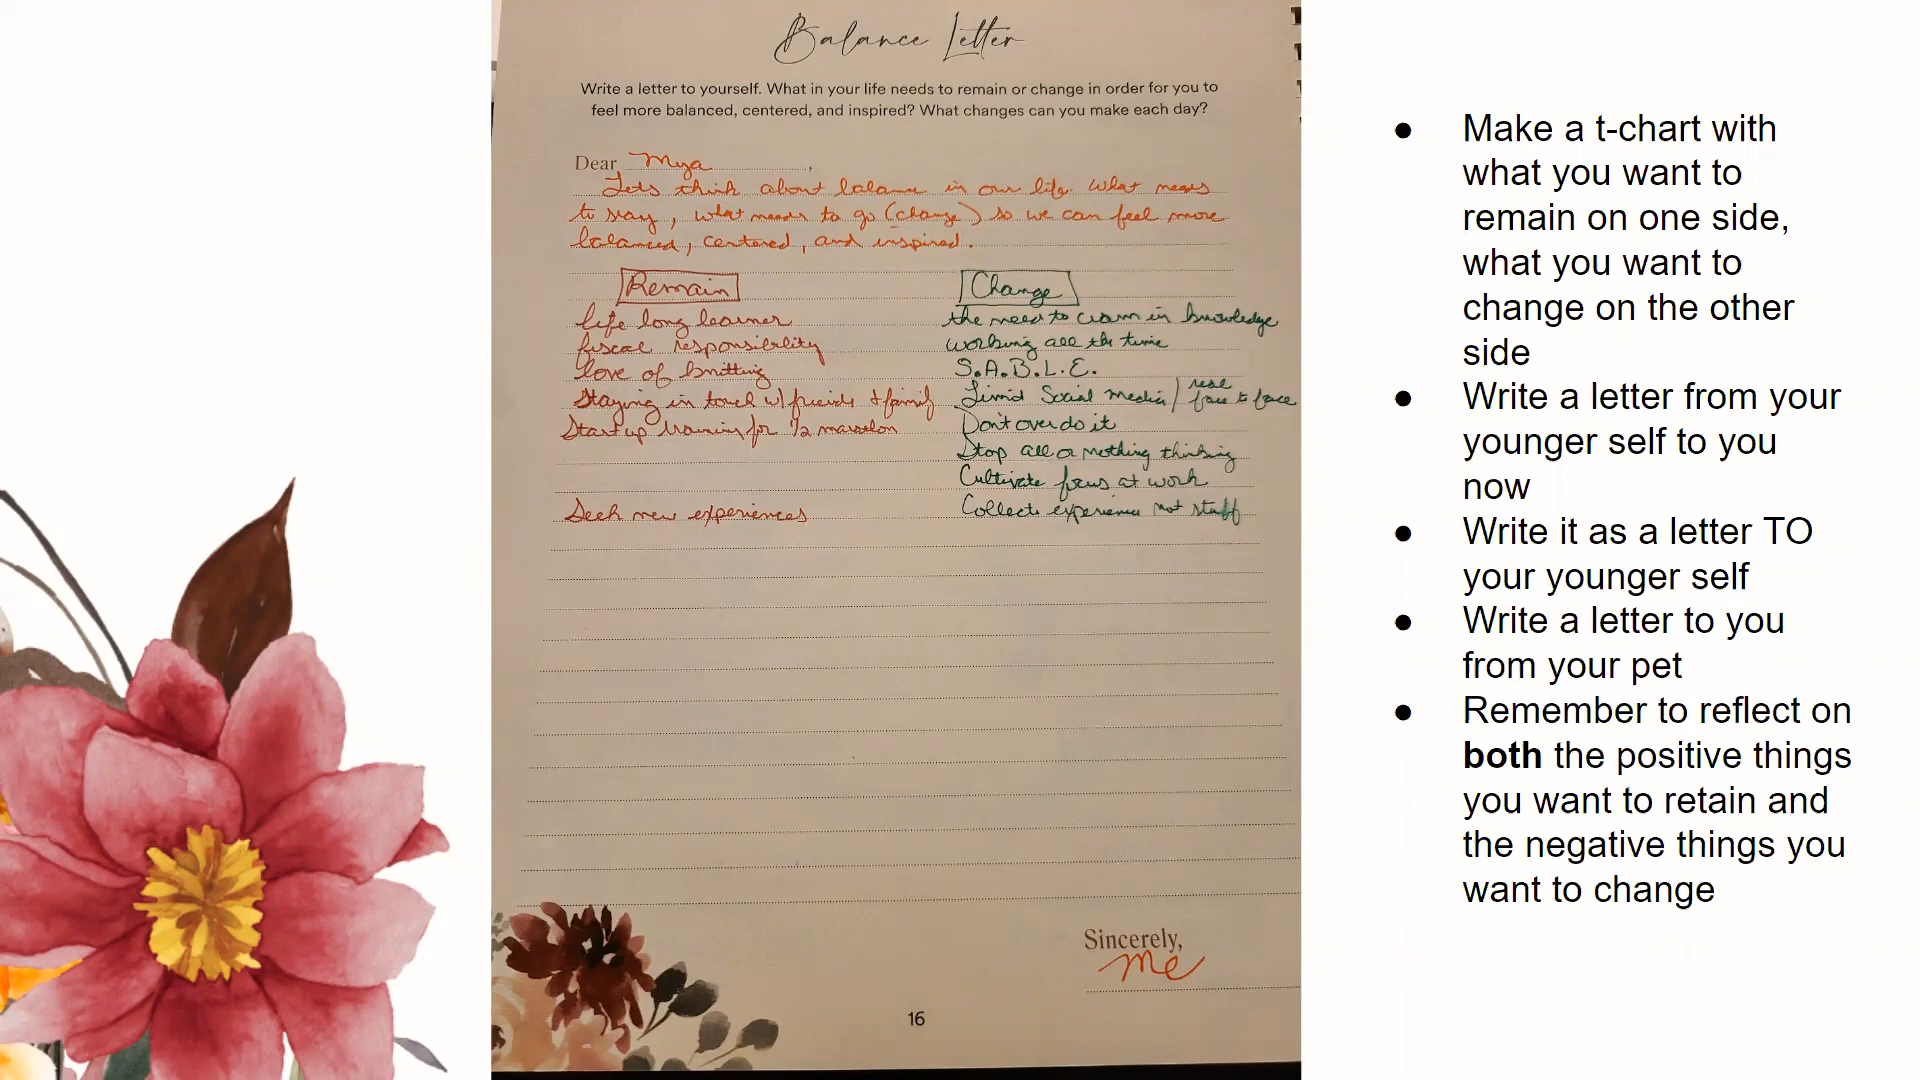 Balance Letter
Write a letter to yourself. What in your life needs to remain or change in order for you to
feel more balanced, centered, and inspired? What changes can you make each day?
Dear Mya,
Lets think about balance in our life. What needs
to stay, what needs to go (change) so we can feel more
balanced, centered, and inspired.
Remain
life long learner
fiscal responsibility
love of knitting
Staying in touch w/ friends + family
Start up training for 1/2 marathon
Seek new experiences
Change
the need to cram in knowledge
working all the time
S.A.B.L.E.
Limit Social Media / real
face to face
Don't over do it
Stop all or nothing thinking
Cultivate focus at work
Collect experiences not stuff
Sincerely,
Me
16
● Make a t-chart with
what you want to
remain on one side,
what you want to
change on the other
side
● Write a letter from your
younger self to you
now
● Write it as a letter TO
your younger self
● Write a letter to you
from your pet
● Remember to reflect on
both the positive things
you want to retain and
the negative things you
want to change